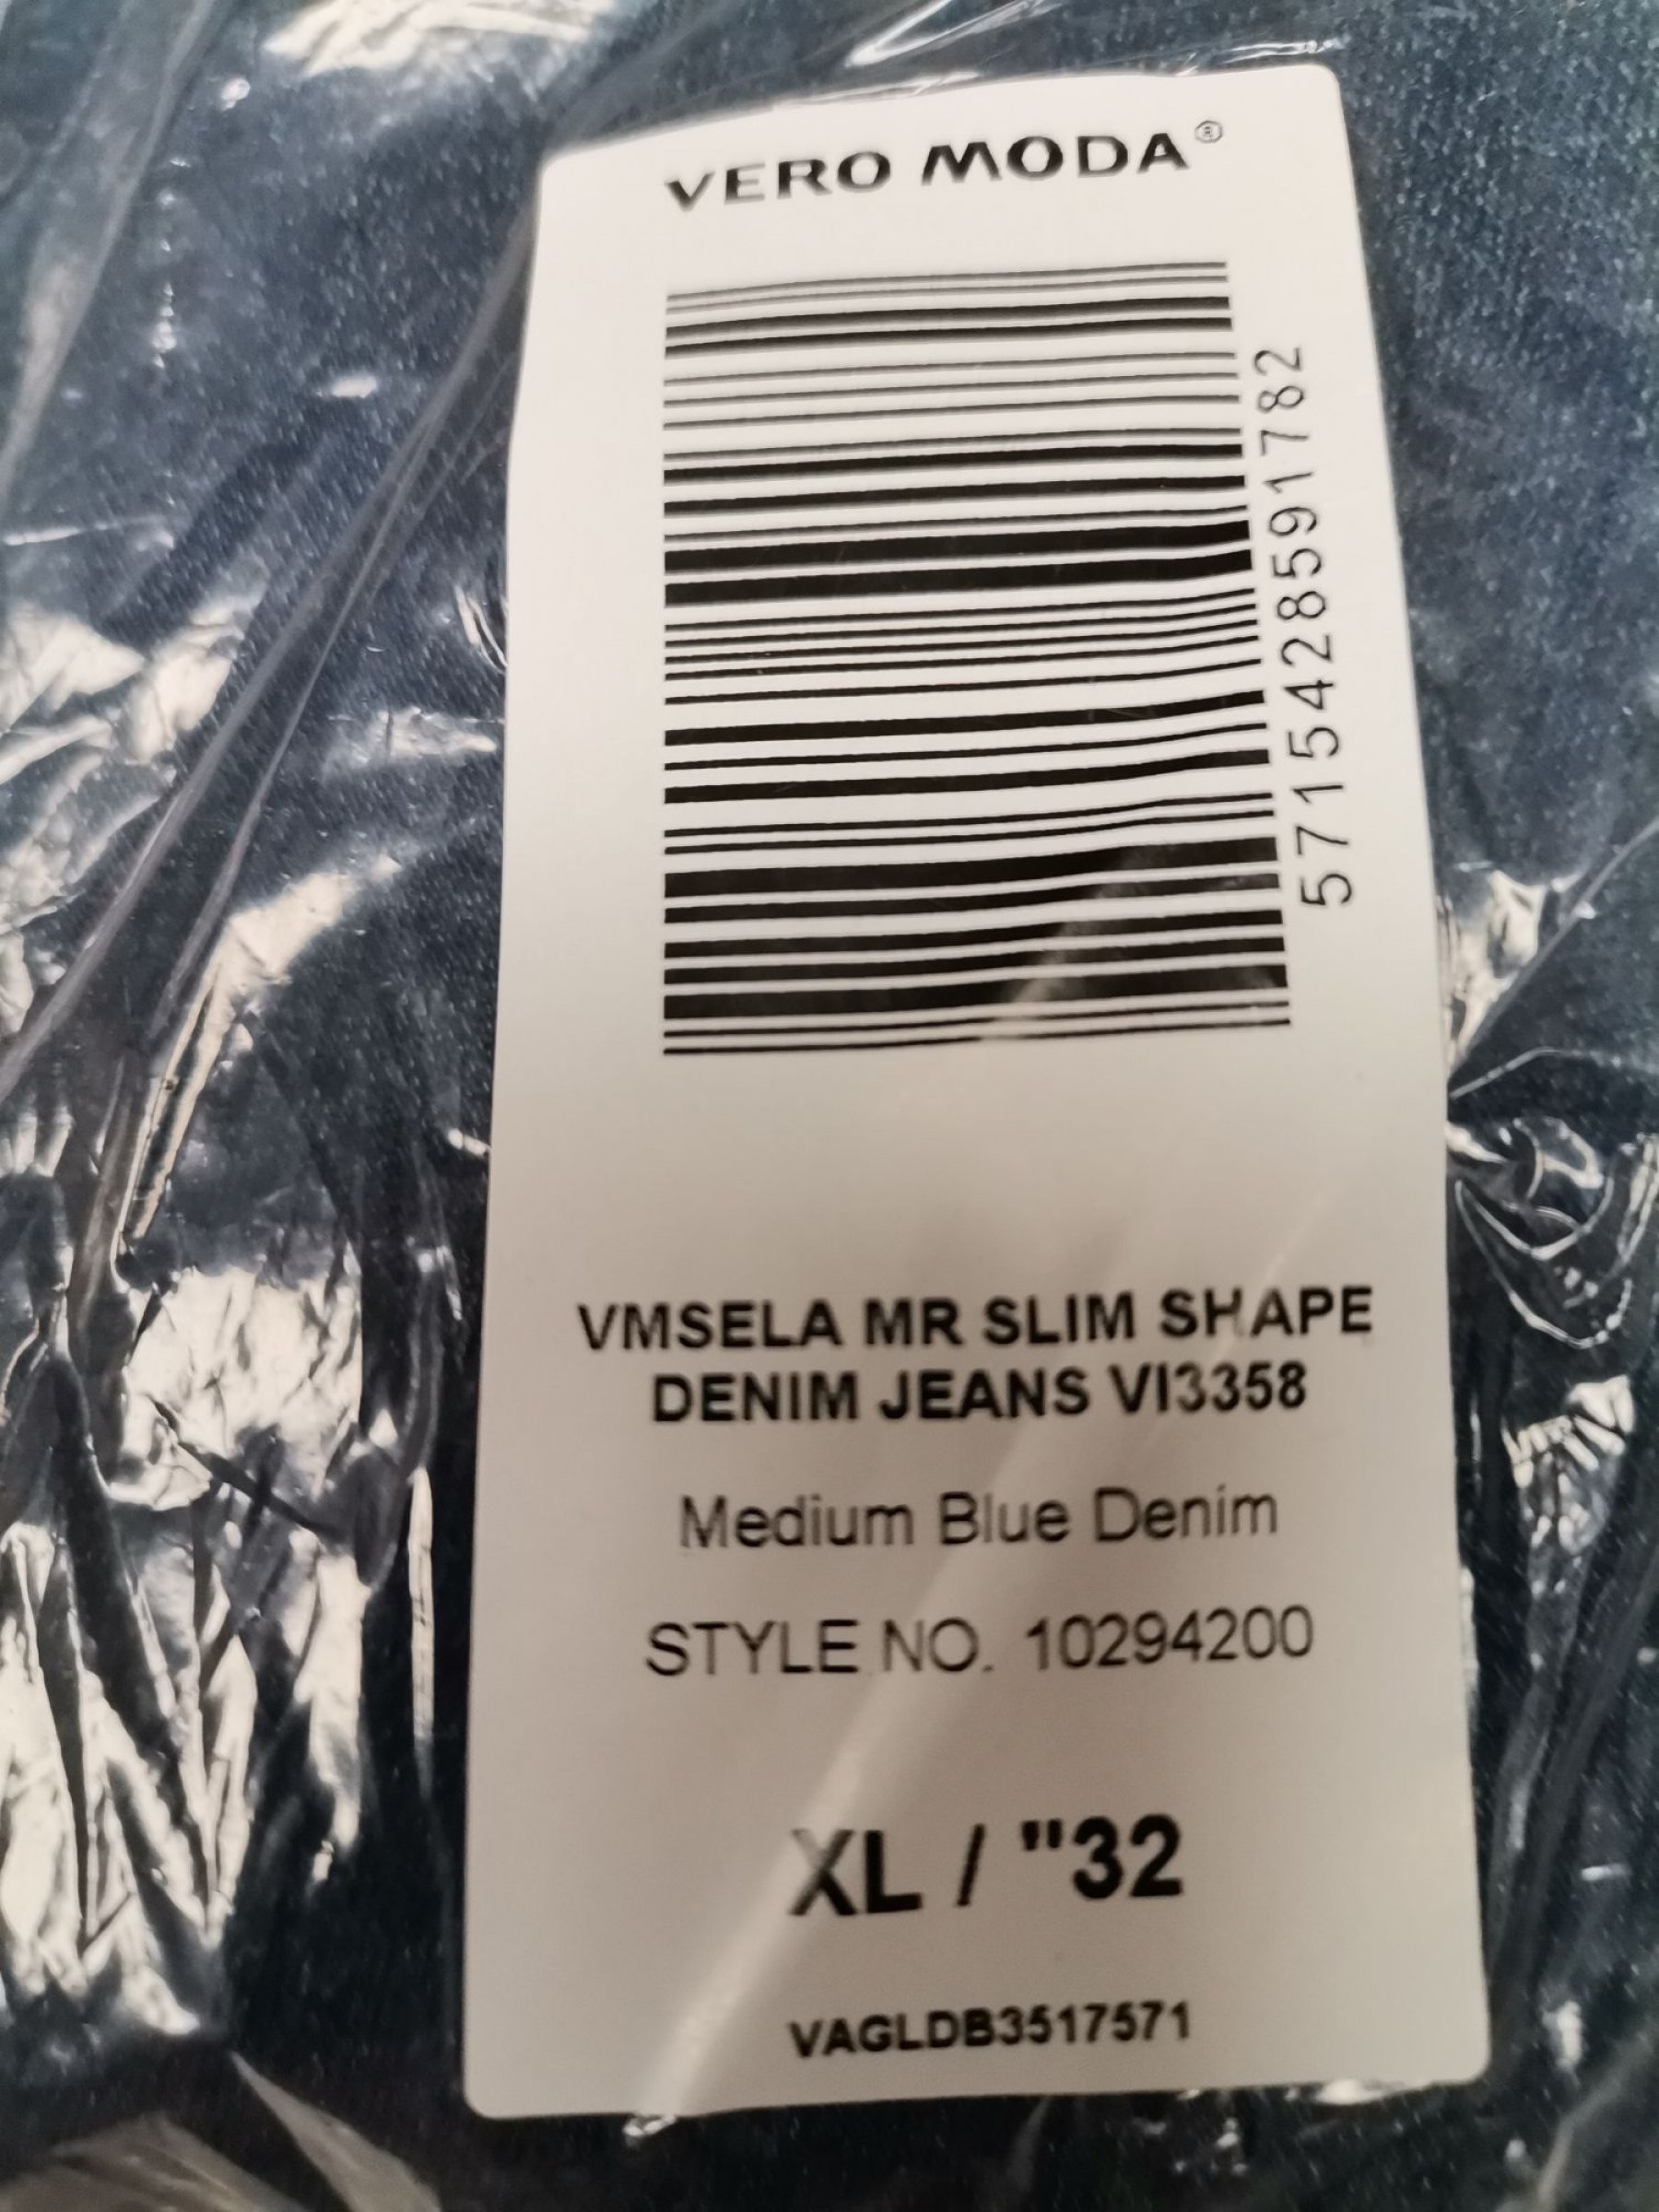 VERO MODA®
5715428591782
VMSELA MR SLIM SHAPE
DENIM JEANS VI3358
Medium Blue Denim
STYLE NO. 10294200
XL / "32
VAGLDB3517571